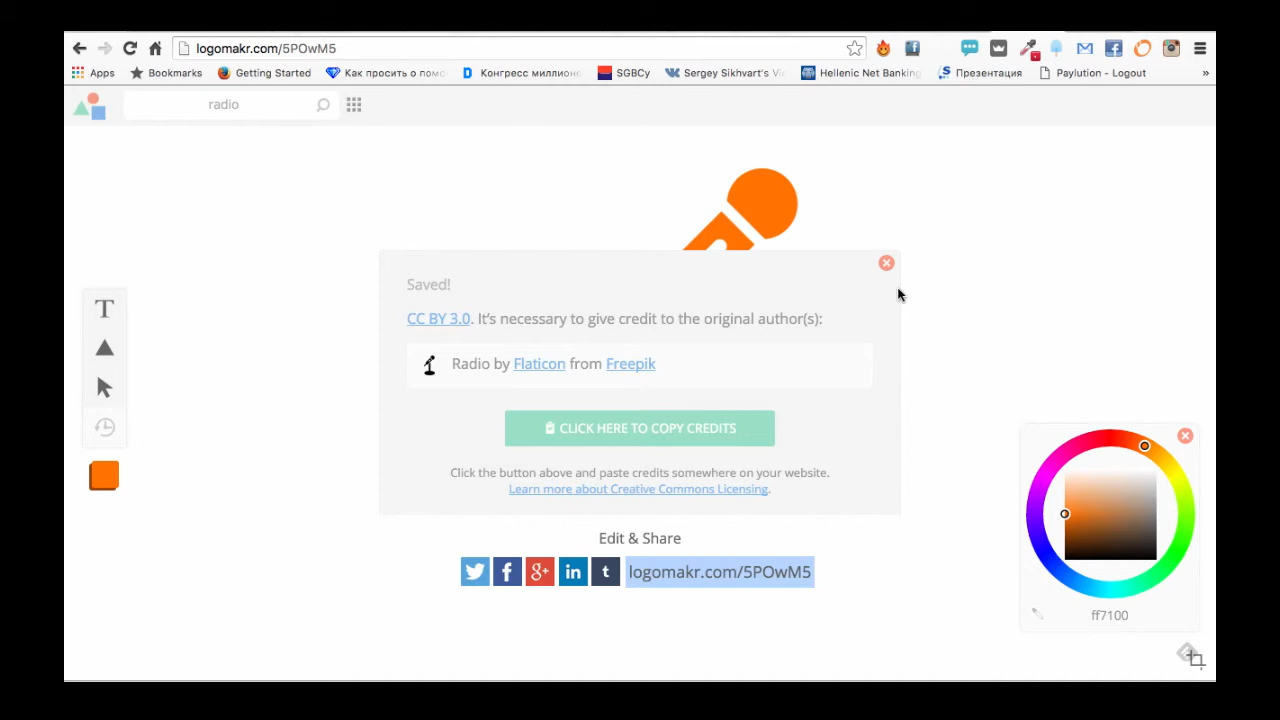 logomakr.com/5POwM5
Apps Bookmarks Getting Started Как просить о помо Конгресс миллионе SGBCy Sergey Sikhvart's Vi Hellenic Net Banking Презентация Paylution - Logout »
radio
Saved!
CC BY 3.0. It's necessary to give credit to the original author(s):
Radio by Flaticon from Freepik
CLICK HERE TO COPY CREDITS
Click the button above and paste credits somewhere on your website.
Learn more about Creative Commons Licensing.
Edit & Share
logomakr.com/5POwM5
T
ff7100